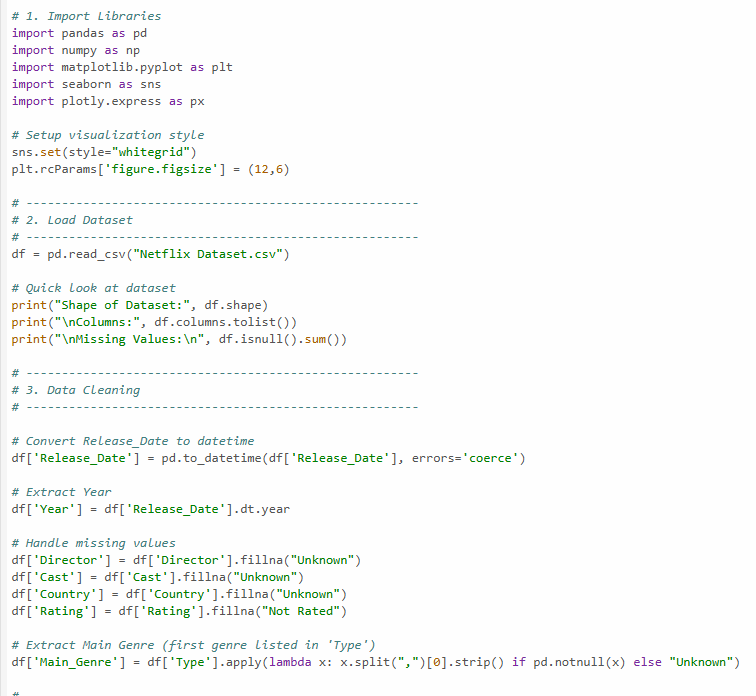 # 1. Import Libraries
import pandas as pd
import numpy as np
import matplotlib.pyplot as plt
import seaborn as sns
import plotly.express as px
# Setup visualization style
sns.set(style="whitegrid")
plt.rcParams['figure.figsize'] = (12,6)
# -------------------------------------------------------
# 2. Load Dataset
# -------------------------------------------------------
df = pd.read_csv("Netflix Dataset.csv")
# Quick look at dataset
print("Shape of Dataset:", df.shape)
print("\nColumns:", df.columns.tolist())
print("\nMissing Values:\n", df.isnull().sum())
# -------------------------------------------------------
# 3. Data Cleaning
# -------------------------------------------------------
# Convert Release_Date to datetime
df['Release_Date'] = pd.to_datetime(df['Release_Date'], errors='coerce')
# Extract Year
df['Year'] = df['Release_Date'].dt.year
# Handle missing values
df['Director'] = df['Director'].fillna("Unknown")
df['Cast'] = df['Cast'].fillna("Unknown")
df['Country'] = df['Country'].fillna("Unknown")
df['Rating'] = df['Rating'].fillna("Not Rated")
# Extract Main Genre (first genre listed in 'Type')
df['Main_Genre'] = df['Type'].apply(lambda x: x.split(",")[0].strip() if pd.notnull(x) else "Unknown")
#